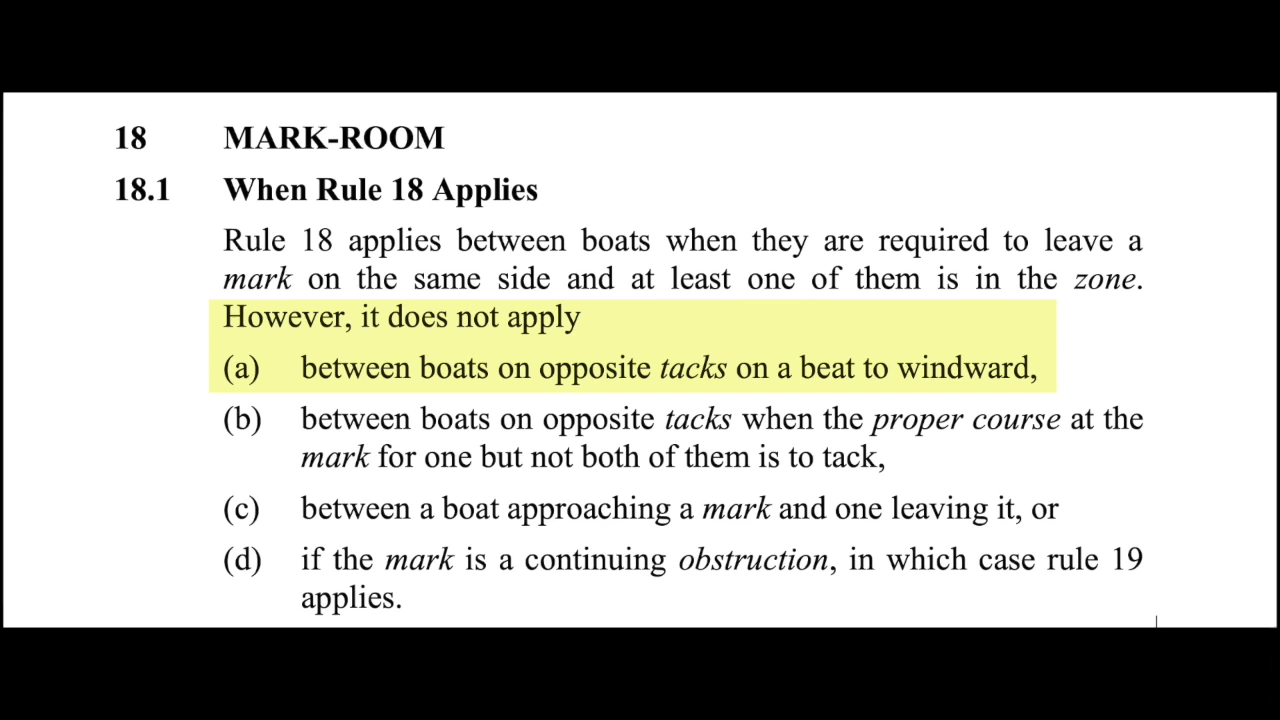 18 MARK-ROOM
18.1 When Rule 18 Applies
Rule 18 applies between boats when they are required to leave a
mark on the same side and at least one of them is in the zone.
However, it does not apply
(a) between boats on opposite tacks on a beat to windward,
(b) between boats on opposite tacks when the proper course at the
mark for one but not both of them is to tack,
(c) between a boat approaching a mark and one leaving it, or
(d) if the mark is a continuing obstruction, in which case rule 19
applies.